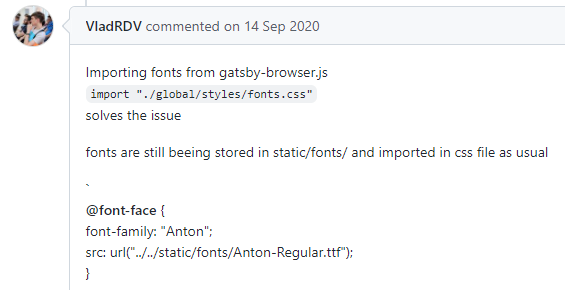 VladRDV commented on 14 Sep 2020
Importing fonts from gatsby-browser.js
import "./global/styles/fonts.css"
solves the issue
fonts are still beeing stored in static/fonts/ and imported in css file as usual
`
@font-face {
font-family: "Anton";
src: url("../../static/fonts/Anton-Regular.ttf");
}